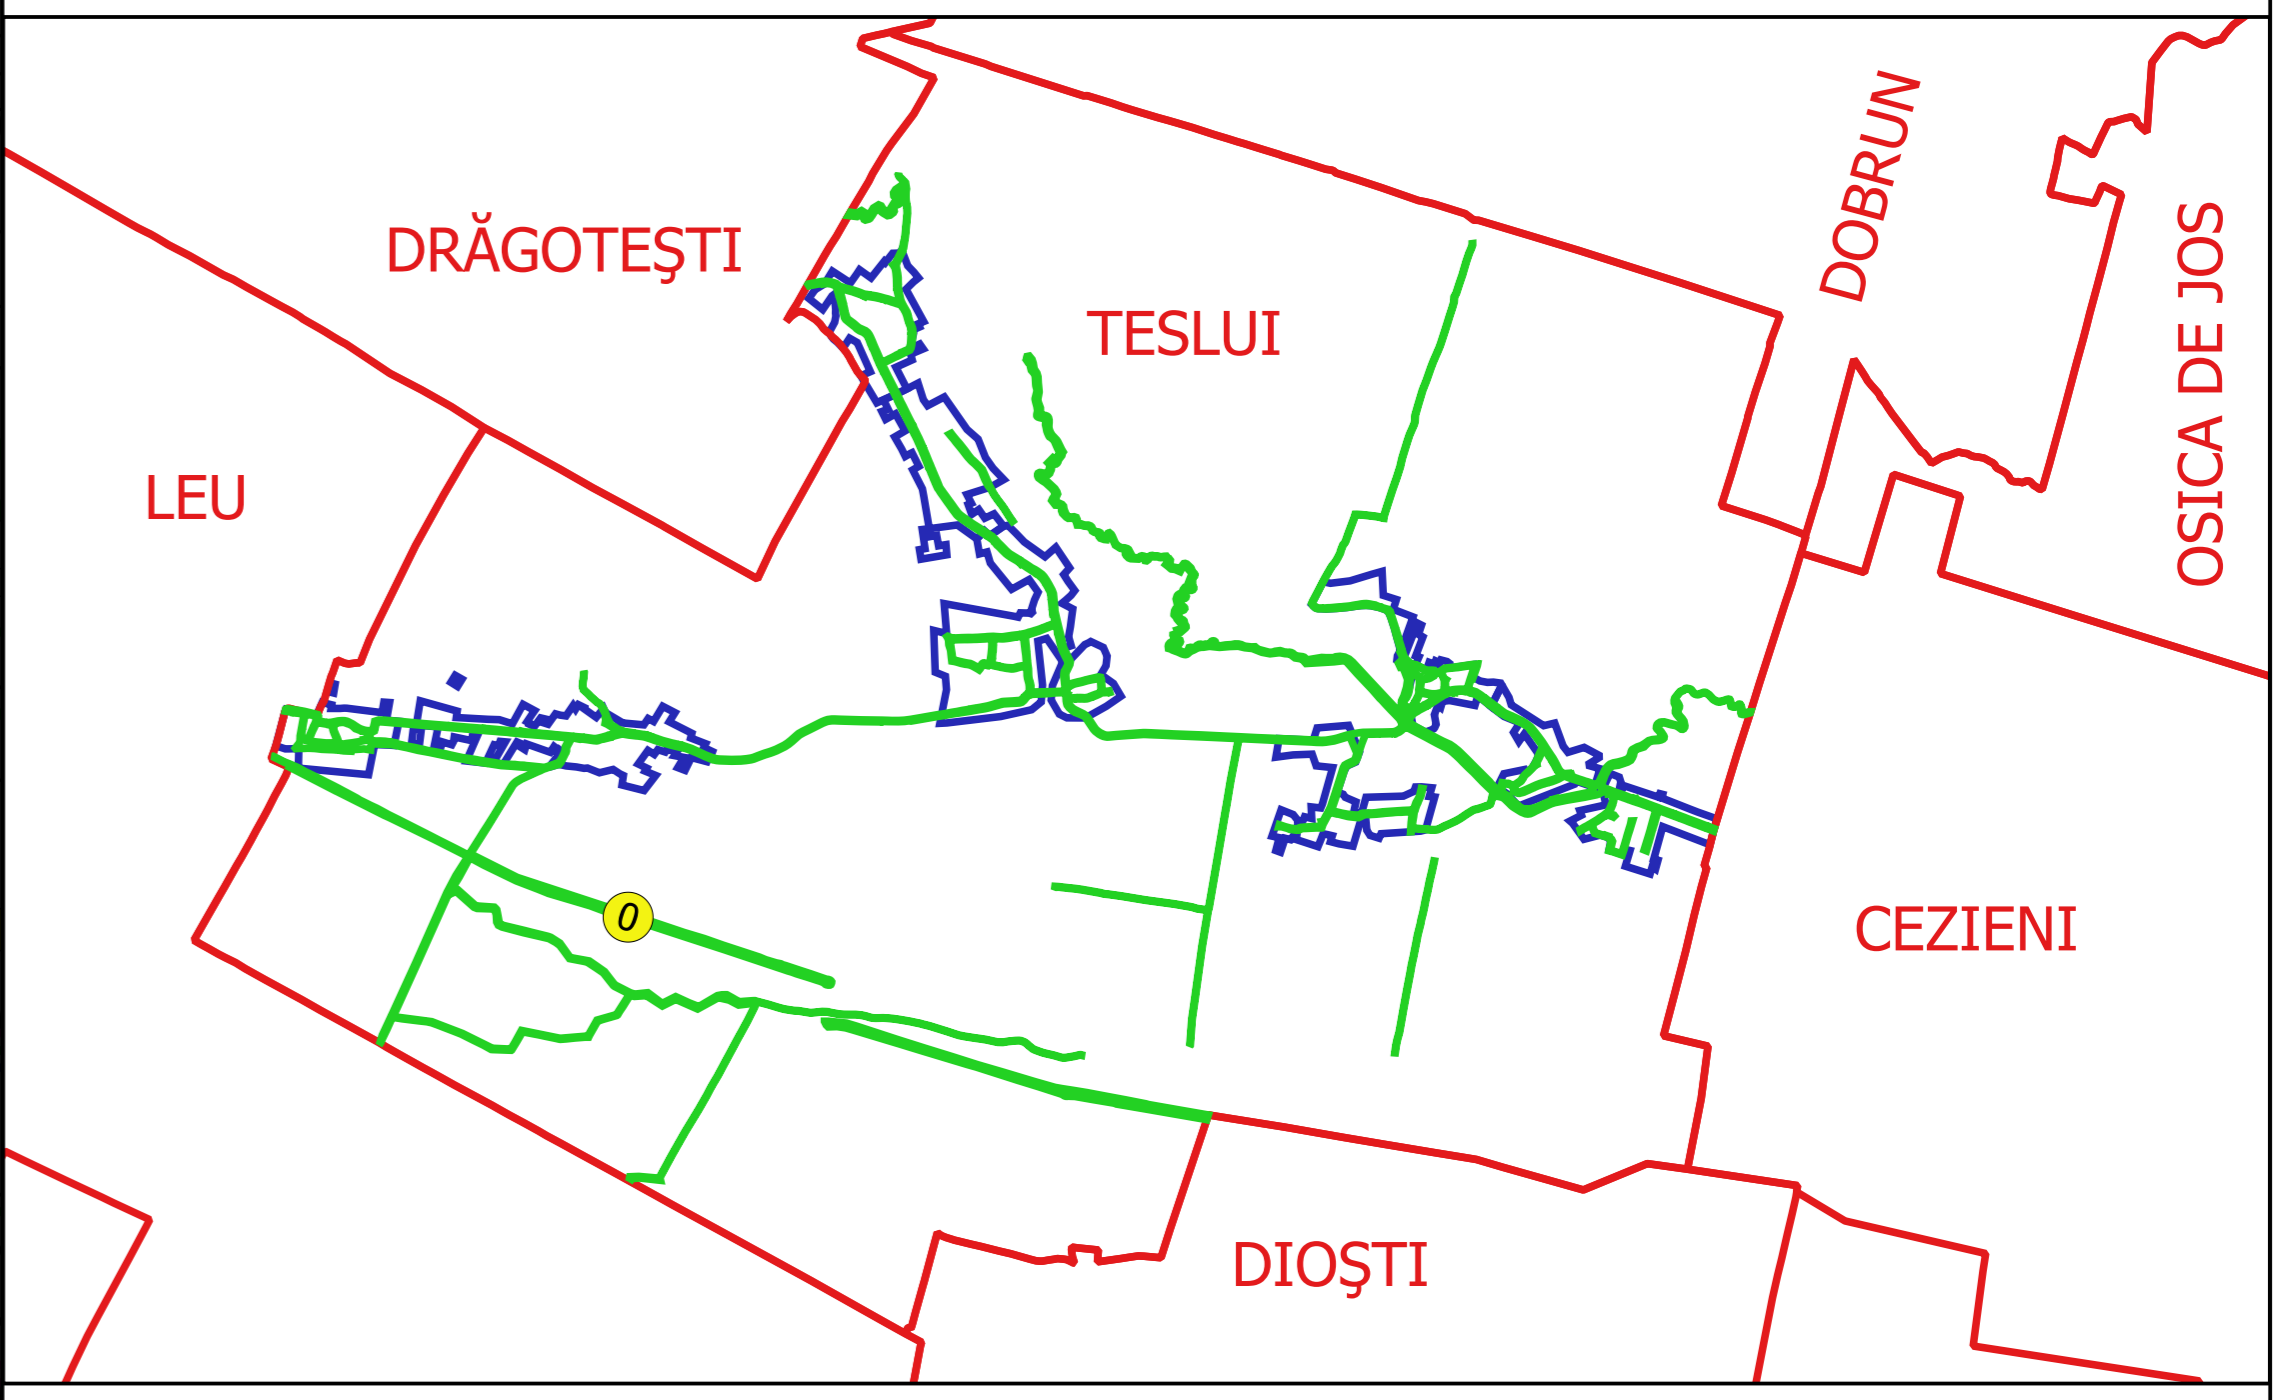 DOBRUN
DRĂGOTEŞTI
TESLUI
OSICA DE JOS
LEU
0
CEZIENI
DIOŞTI